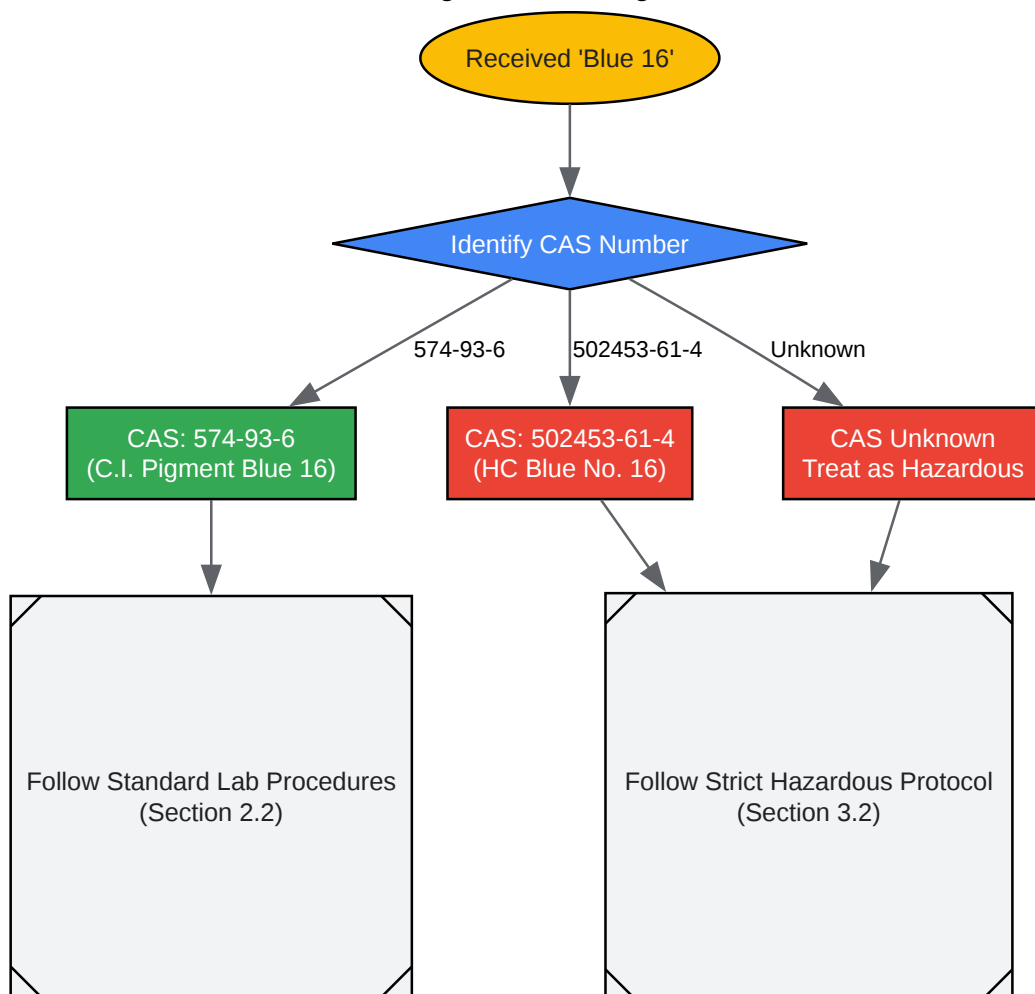 Received 'Blue 16'
Identify CAS Number
574-93-6
502453-61-4
Unknown
CAS: 574-93-6
(C.I. Pigment Blue 16)
CAS: 502453-61-4
(HC Blue No. 16)
CAS Unknown
Treat as Hazardous
Follow Standard Lab Procedures
(Section 2.2)
Follow Strict Hazardous Protocol
(Section 3.2)